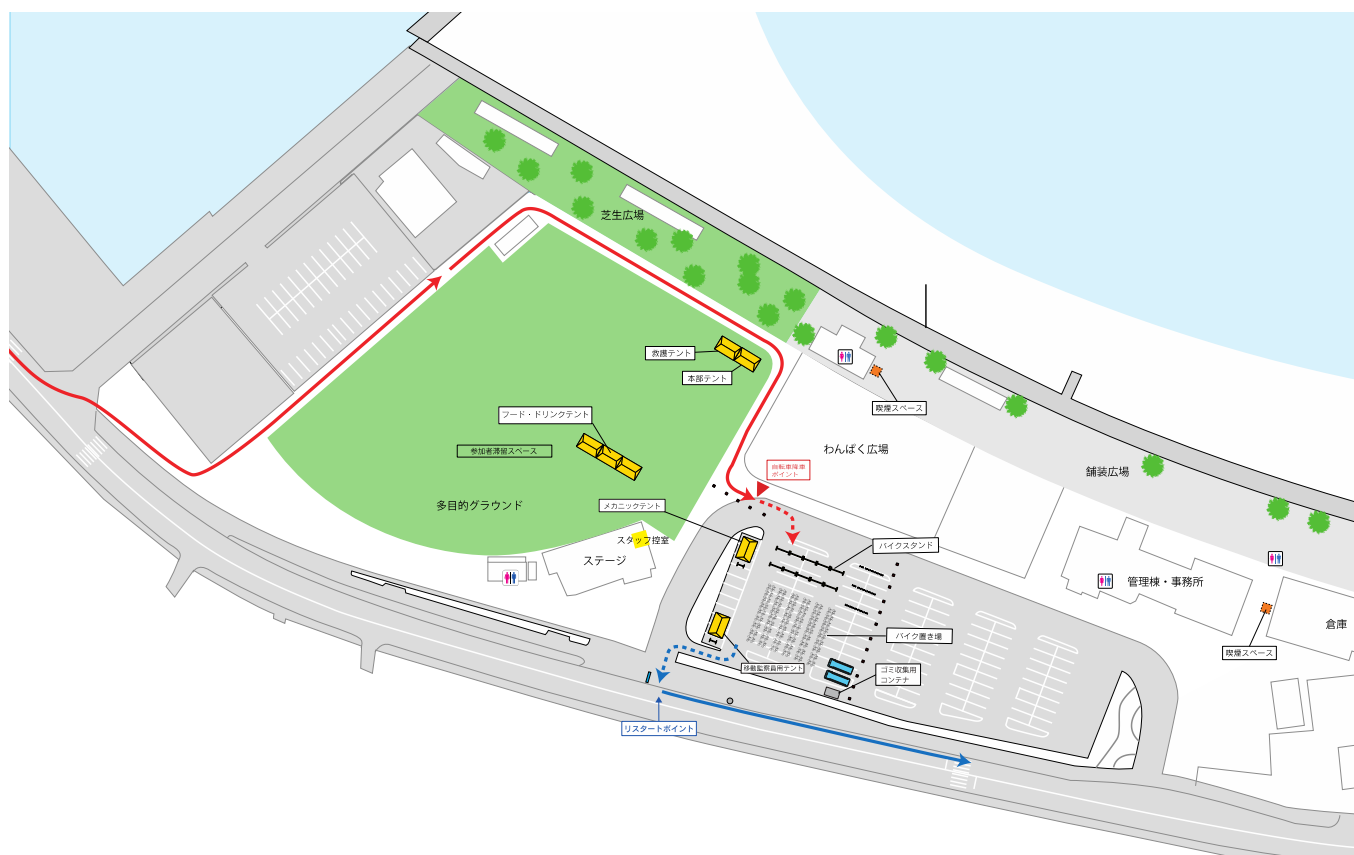 芝生広場
救護テント
本部テント
喫煙スペース
フード・ドリンクテント
参加者滞留スペース
わんぱく広場
舗装広場
自転車降車
ポイント
多目的グラウンド
メカニックテント
スタッフ控室
ステージ
バイクスタンド
管理棟・事務所
倉庫
バイク置き場
喫煙スペース
移動監察員用テント
ゴミ収集用
コンテナ
リスタートポイント